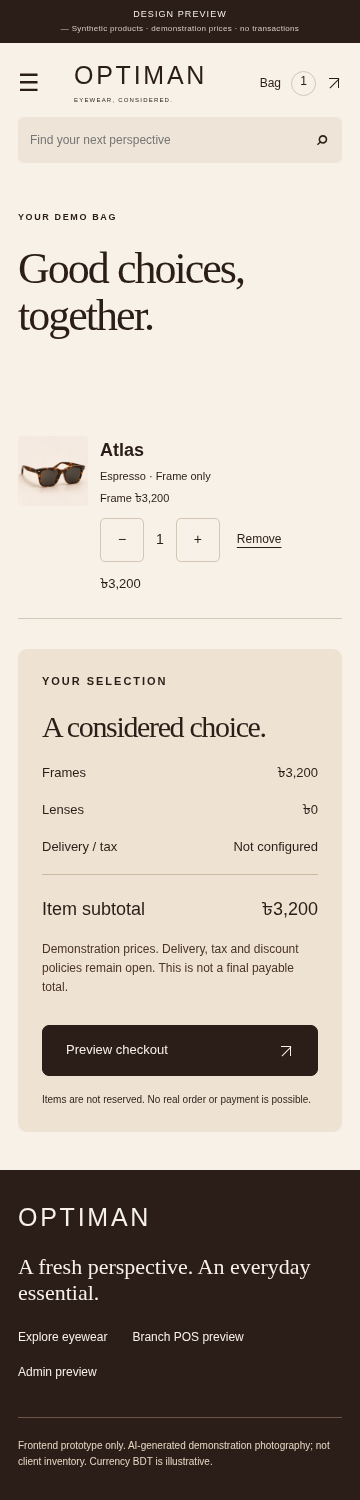 DESIGN PREVIEW
— Synthetic products · demonstration prices · no transactions
☰ OPTIMAN Bag 1
EYEWEAR, CONSIDERED.
Find your next perspective
YOUR DEMO BAG
Good choices,
together.
Atlas
Espresso · Frame only
Frame ৳3,200
− 1 + Remove
৳3,200
YOUR SELECTION
A considered choice.
Frames ৳3,200
Lenses ৳0
Delivery / tax Not configured
Item subtotal ৳3,200
Demonstration prices. Delivery, tax and discount
policies remain open. This is not a final payable
total.
Preview checkout
Items are not reserved. No real order or payment is possible.
OPTIMAN
A fresh perspective. An everyday
essential.
Explore eyewear Branch POS preview
Admin preview
Frontend prototype only. AI-generated demonstration photography; not
client inventory. Currency BDT is illustrative.